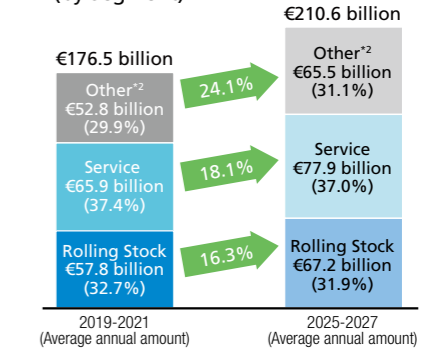 €210.6 billion
€176.5 billion
Other*2
€52.8 billion
(29.9%)
24.1%
Other*2
€65.5 billion
(31.1%)
Service
€65.9 billion
(37.4%)
18.1%
Service
€77.9 billion
(37.0%)
Rolling Stock
€57.8 billion
(32.7%)
16.3%
Rolling Stock
€67.2 billion
(31.9%)
2019-2021
(Average annual amount)
2025-2027
(Average annual amount)